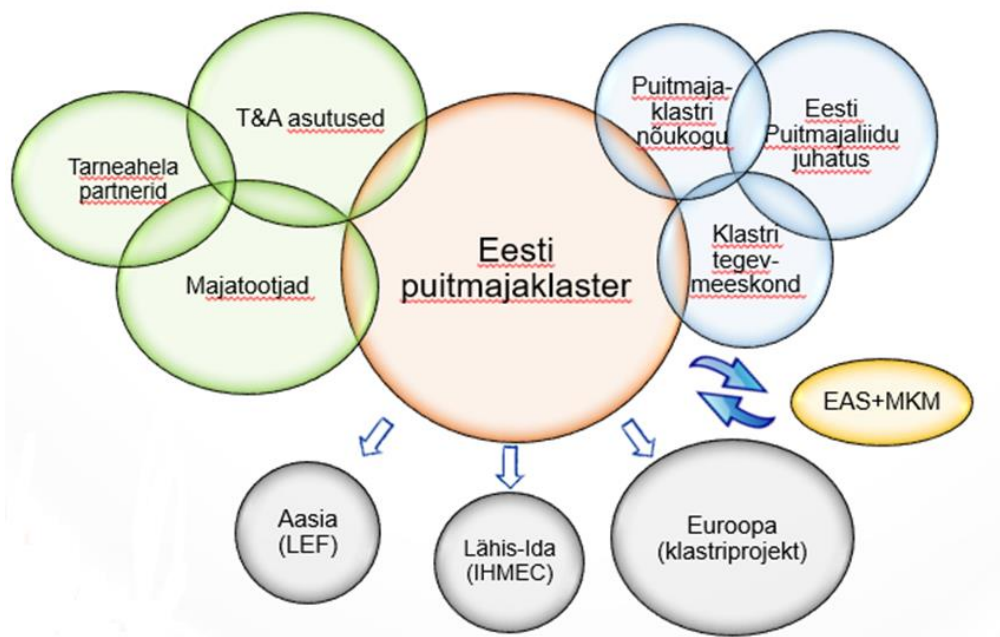 T&A asutused
Tarneahela
partnerid
Majatootjad
Eesti
puitmajaklaster
Puitmaja-
klastri
nõukogu
Eesti
Puitmajaliidu
juhatus
Klastri
tegev-
meeskond
EAS+MKM
Aasia
(LEF)
Lähis-Ida
(IHMEC)
Euroopa
(klastriprojekt)